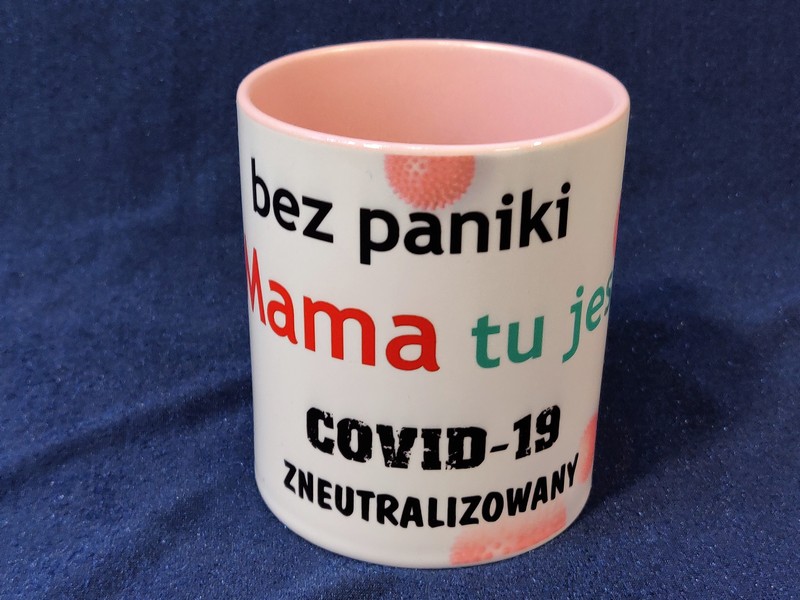 bez paniki
Mama tu jes
COVID-19
ZNEUTRALIZOWANY